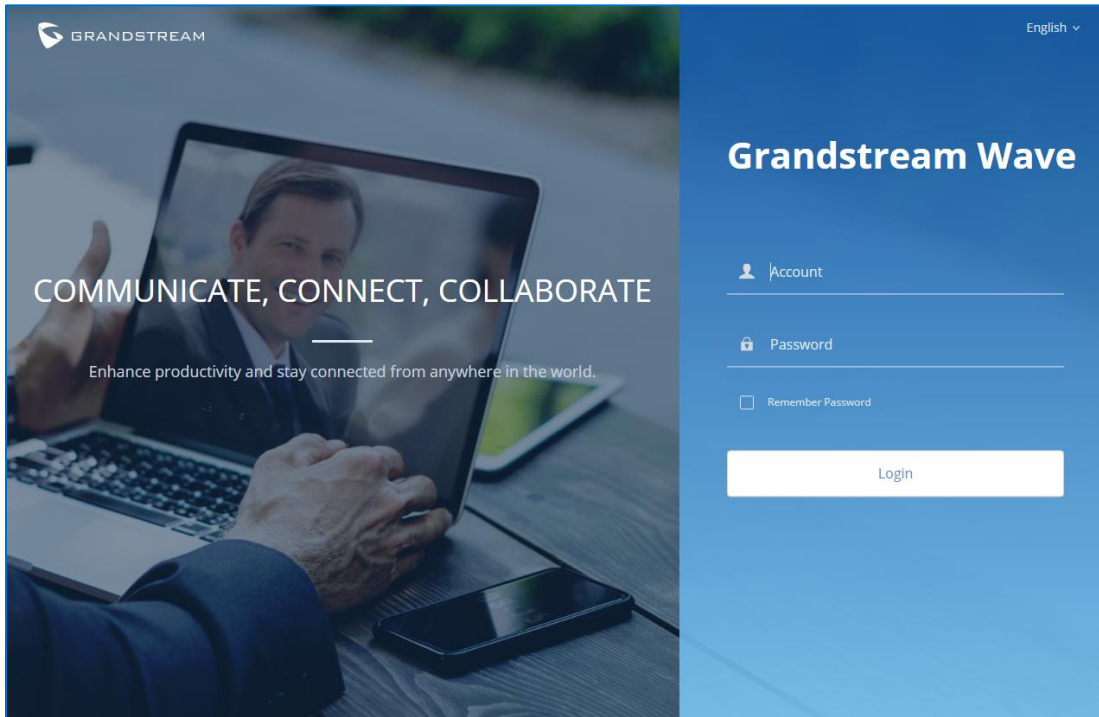 GRANDSTREAM
English
Grandstream Wave
COMMUNICATE, CONNECT, COLLABORATE
Enhance productivity and stay connected from anywhere in the world.
Account
Password
Remember Password
Login